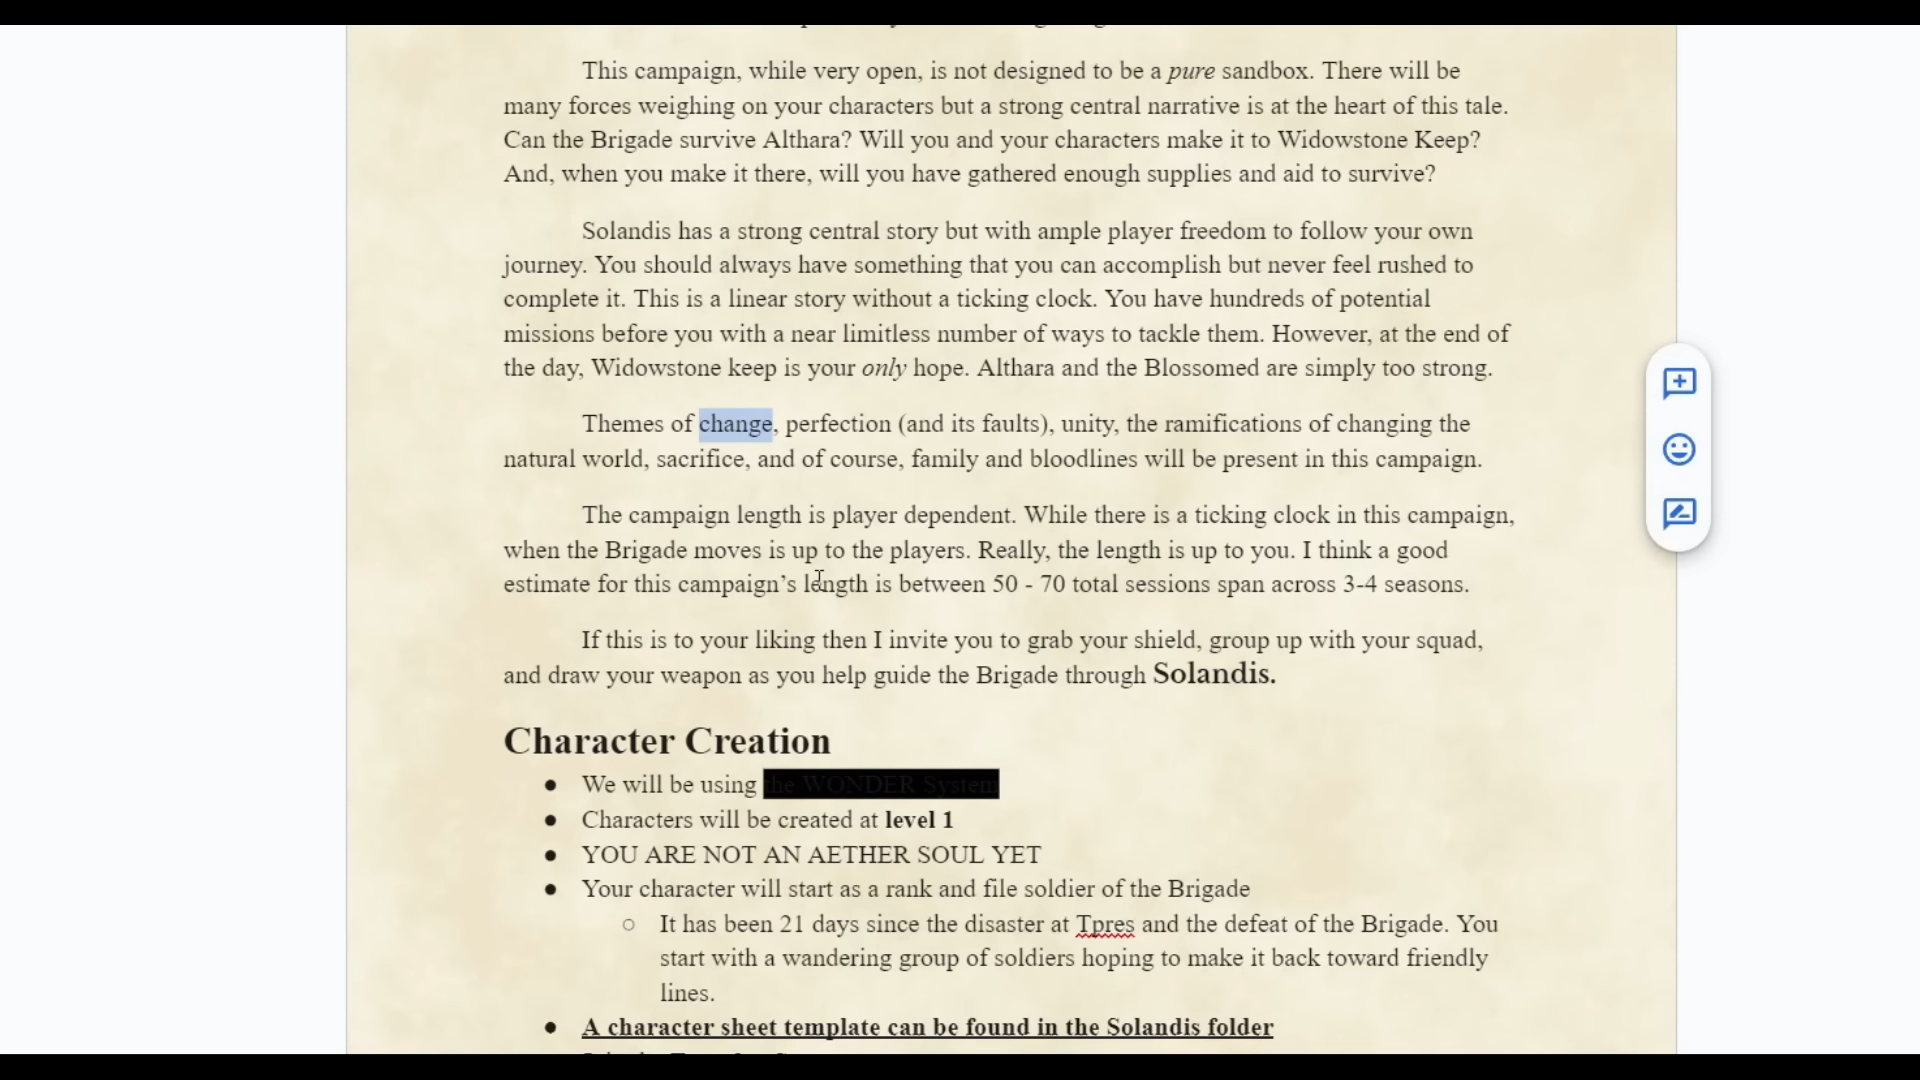 This campaign, while very open, is not designed to be a pure sandbox. There will be
many forces weighing on your characters but a strong central narrative is at the heart of this tale.
Can the Brigade survive Althara? Will you and your characters make it to Widowstone Keep?
And, when you make it there, will you have gathered enough supplies and aid to survive?
Solandis has a strong central story but with ample player freedom to follow your own
journey. You should always have something that you can accomplish but never feel rushed to
complete it. This is a linear story without a ticking clock. You have hundreds of potential
missions before you with a near limitless number of ways to tackle them. However, at the end of
the day, Widowstone keep is your only hope. Althara and the Blossomed are simply too strong.
Themes of change, perfection (and its faults), unity, the ramifications of changing the
natural world, sacrifice, and of course, family and bloodlines will be present in this campaign.
The campaign length is player dependent. While there is a ticking clock in this campaign,
when the Brigade moves is up to the players. Really, the length is up to you. I think a good
estimate for this campaign’s length is between 50 - 70 total sessions span across 3-4 seasons.
If this is to your liking then I invite you to grab your shield, group up with your squad,
and draw your weapon as you help guide the Brigade through Solandis.
Character Creation
● We will be using the WONDER System
● Characters will be created at level 1
● YOU ARE NOT AN AETHER SOUL YET
● Your character will start as a rank and file soldier of the Brigade
○ It has been 21 days since the disaster at Tpres and the defeat of the Brigade. You
start with a wandering group of soldiers hoping to make it back toward friendly
lines.
● A character sheet template can be found in the Solandis folder